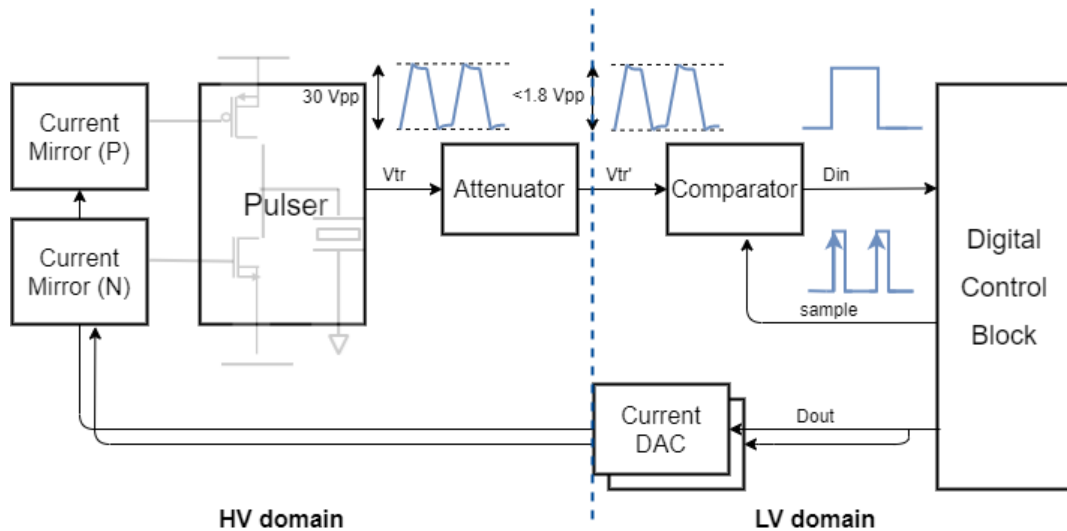 30 Vpp
<1.8 Vpp
Current
Mirror (P)
Pulser
Vtr
Attenuator
Vtr'
Comparator
Din
Current
Mirror (N)
sample
Digital
Control
Block
Current
DAC
Dout
HV domain
LV domain